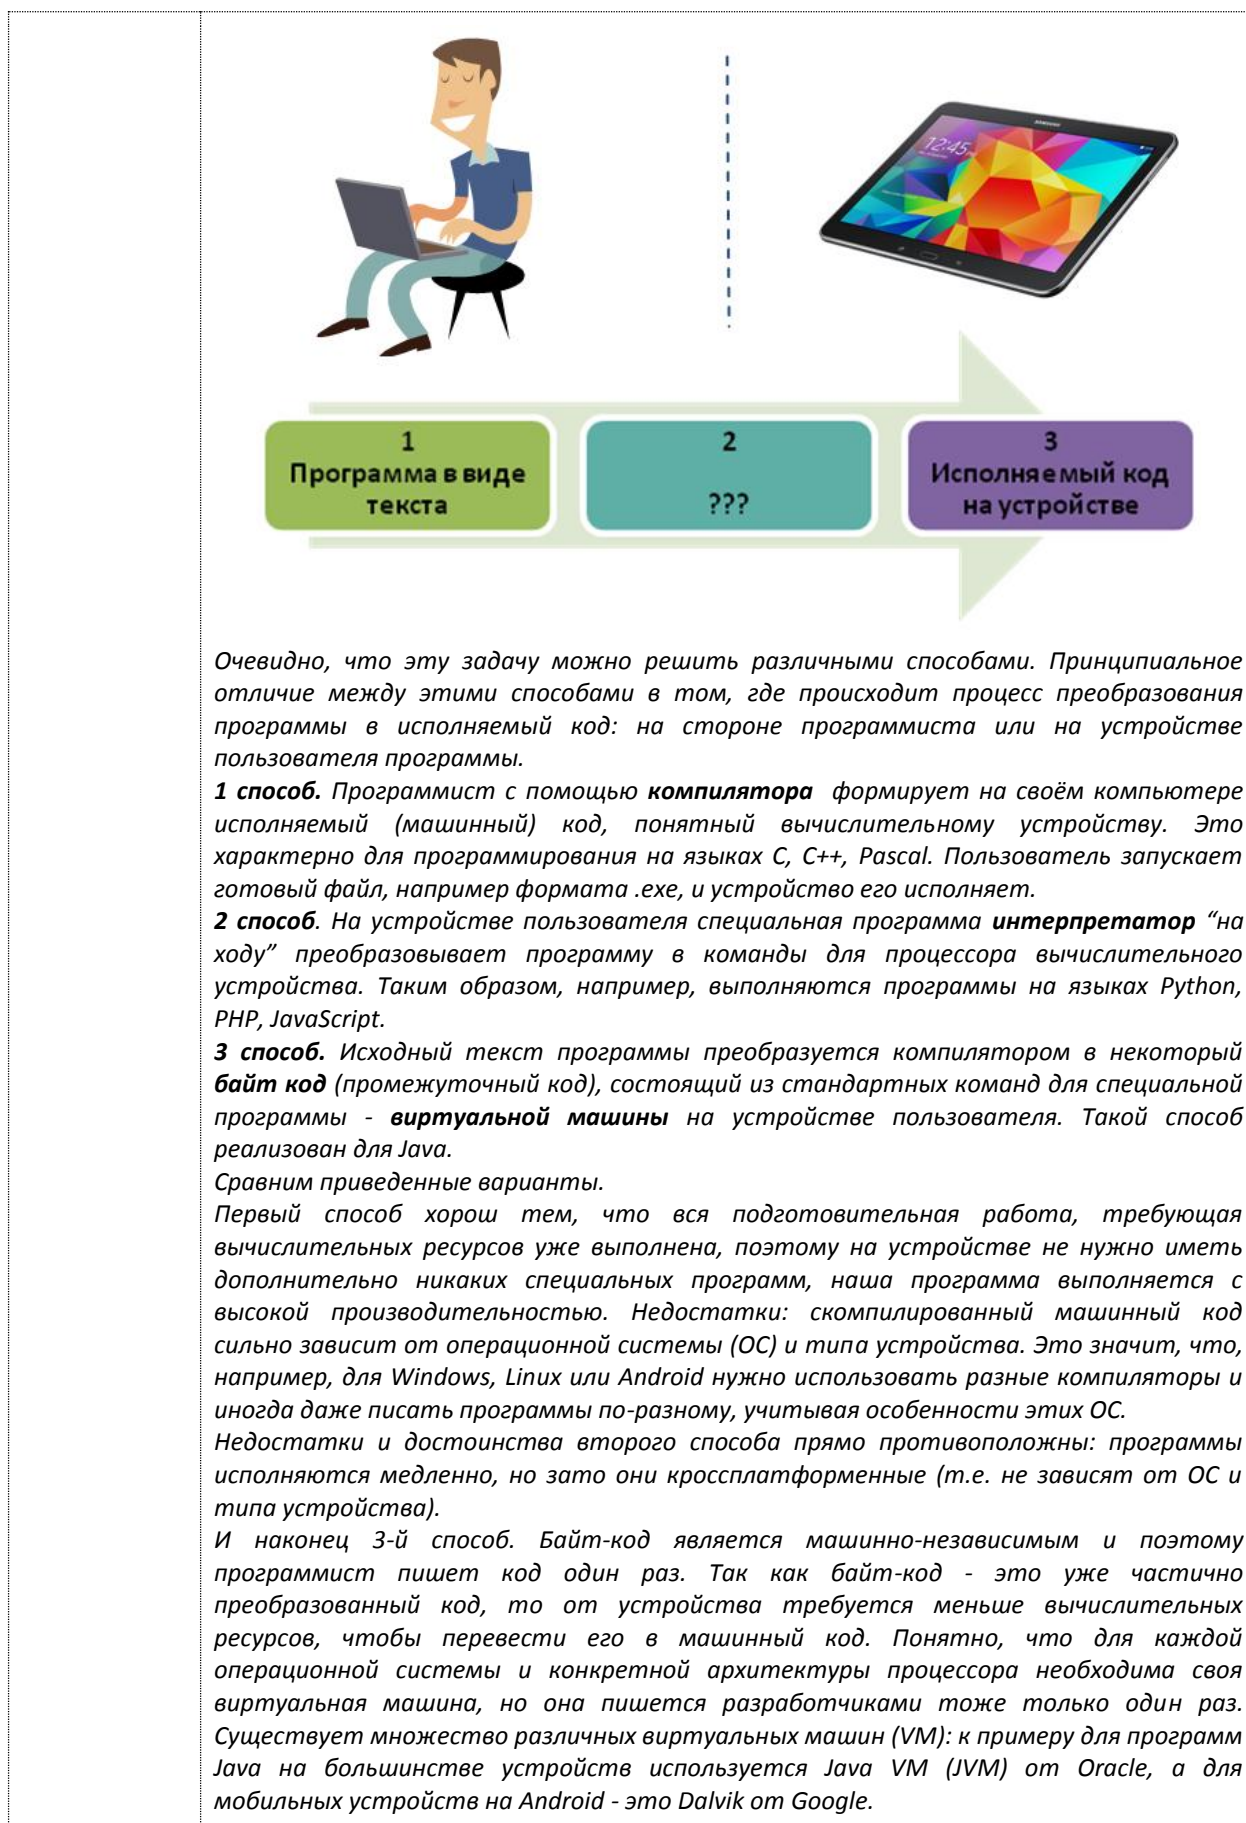 SAMSUNG
12:45
1
Программа в виде
текста
2
???
3
Исполняемый код
на устройстве
Очевидно, что эту задачу можно решить различными способами. Принципиальное
отличие между этими способами в том, где происходит процесс преобразования
программы в исполняемый код: на стороне программиста или на устройстве
пользователя программы.
1 способ. Программист с помощью компилятора формирует на своём компьютере
исполняемый (машинный) код, понятный вычислительному устройству. Это
характерно для программирования на языках C, C++, Pascal. Пользователь запускает
готовый файл, например формата .exe, и устройство его исполняет.
2 способ. На устройстве пользователя специальная программа интерпретатор “на
ходу” преобразовывает программу в команды для процессора вычислительного
устройства. Таким образом, например, выполняются программы на языках Python,
PHP, JavaScript.
3 способ. Исходный текст программы преобразуется компилятором в некоторый
байт код (промежуточный код), состоящий из стандартных команд для специальной
программы - виртуальной машины на устройстве пользователя. Такой способ
реализован для Java.
Сравним приведенные варианты.
Первый способ хорош тем, что вся подготовительная работа, требующая
вычислительных ресурсов уже выполнена, поэтому на устройстве не нужно иметь
дополнительно никаких специальных программ, наша программа выполняется с
высокой производительностью. Недостатки: скомпилированный машинный код
сильно зависит от операционной системы (ОС) и типа устройства. Это значит, что,
например, для Windows, Linux или Android нужно использовать разные компиляторы и
иногда даже писать программы по-разному, учитывая особенности этих ОС.
Недостатки и достоинства второго способа прямо противоположны: программы
исполняются медленно, но зато они кроссплатформенные (т.е. не зависят от ОС и
типа устройства).
И наконец 3-й способ. Байт-код является машинно-независимым и поэтому
программист пишет код один раз. Так как байт-код - это уже частично
преобразованный код, то от устройства требуется меньше вычислительных
ресурсов, чтобы перевести его в машинный код. Понятно, что для каждой
операционной системы и конкретной архитектуры процессора необходима своя
виртуальная машина, но она пишется разработчиками тоже только один раз.
Существует множество различных виртуальных машин (VM): к примеру для программ
Java на большинстве устройств используется Java VM (JVM) от Oracle, а для
мобильных устройств на Android - это Dalvik от Google.